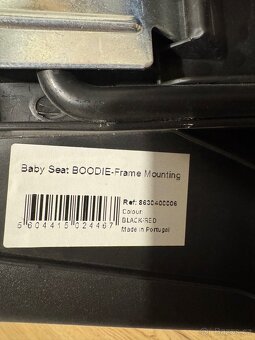 Baby Seat BOODIE-Frame Mounting
Ref: 8630400006
Colour:
BLACK/RED
Made in Portugal
5 604415 024467